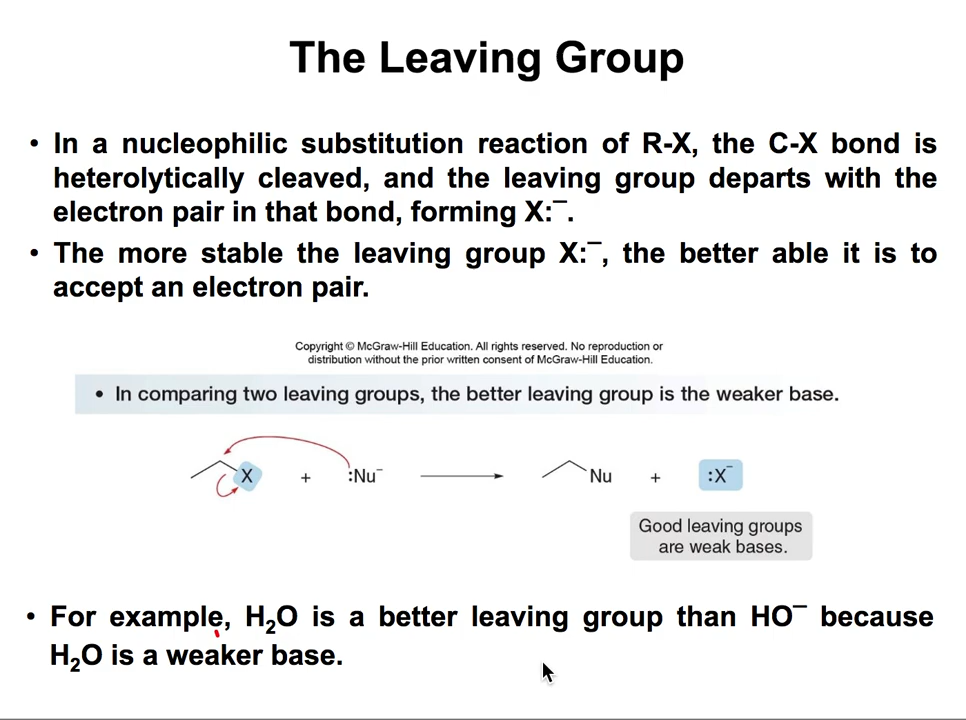 The Leaving Group
• In a nucleophilic substitution reaction of R-X, the C-X bond is
heterolytically cleaved, and the leaving group departs with the
electron pair in that bond, forming X:⁻.
• The more stable the leaving group X:⁻, the better able it is to
accept an electron pair.
Copyright © McGraw-Hill Education. All rights reserved. No reproduction or
distribution without the prior written consent of McGraw-Hill Education.
• In comparing two leaving groups, the better leaving group is the weaker base.
X + :Nu⁻ → Nu + :X⁻
Good leaving groups
are weak bases.
• For example, H₂O is a better leaving group than HO⁻ because
H₂O is a weaker base.